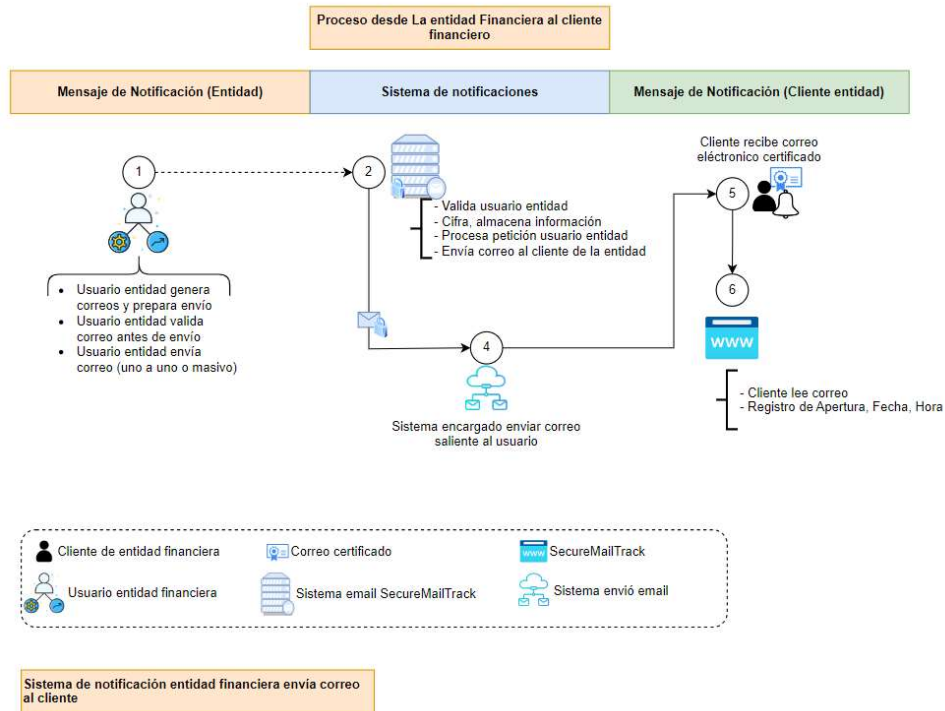 Proceso desde La entidad Financiera al cliente
financiero
Mensaje de Notificación (Entidad)
Sistema de notificaciones
Mensaje de Notificación (Cliente entidad)
1
2
- Valida usuario entidad
- Cifra, almacena información
- Procesa petición usuario entidad
- Envía correo al cliente de la entidad
Cliente recibe correo
eléctronico certificado
5
6
• Usuario entidad genera
correos y prepara envío
• Usuario entidad valida
correo antes de envío
• Usuario entidad envía
correo (uno a uno o masivo)
4
Sistema encargado enviar correo
saliente al usuario
www
- Cliente lee correo
- Registro de Apertura, Fecha, Hora
Cliente de entidad financiera
Correo certificado
www
SecureMailTrack
Usuario entidad financiera
Sistema email SecureMailTrack
Sistema envió email
Sistema de notificación entidad financiera envía correo
al cliente